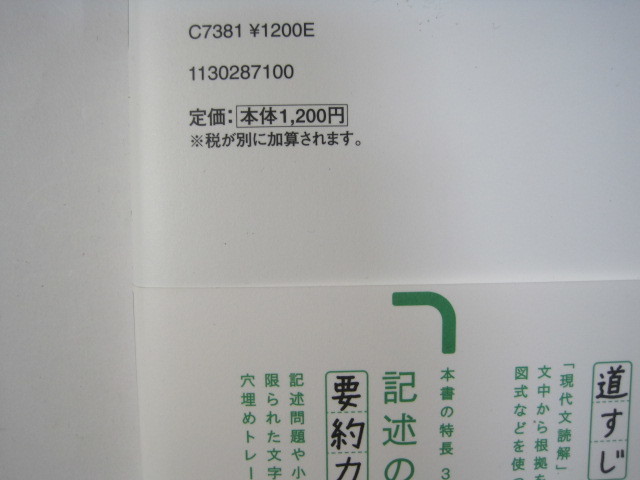 C7381 ¥1200E
1130287100
定価：本体1,200円
※税が別に加算されます。
道すじ
「現代文読解」
文中から根拠を
図式などを使っ
本書の特長 3
記述の
要約力
記述問題や小
限られた文字
穴埋めトレー